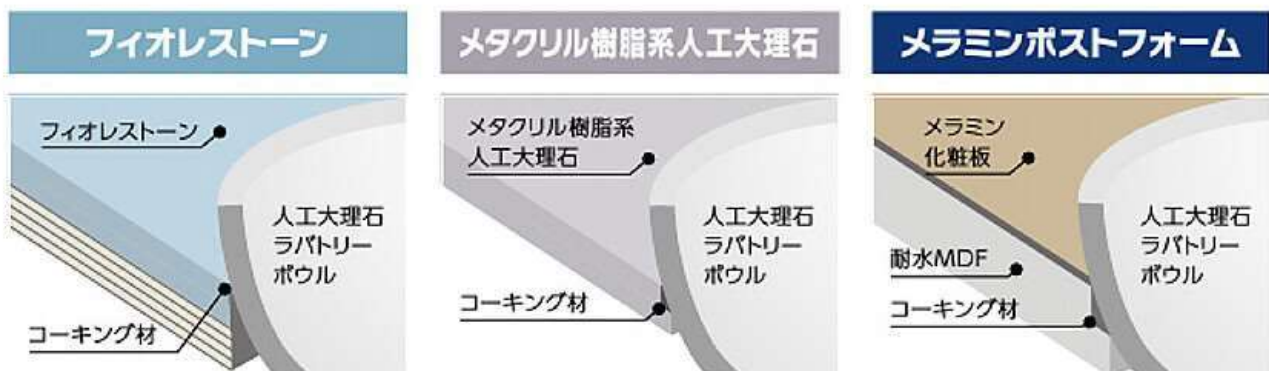 フィオレストーン
フィオレストーン
人工大理石
ラバトリー
ボウル
コーキング材
メタクリル樹脂系人工大理石
メタクリル樹脂系
人工大理石
人工大理石
ラバトリー
ボウル
コーキング材
メラミンポストフォーム
メラミン
化粧板
人工大理石
ラバトリー
ボウル
耐水MDF
コーキング材